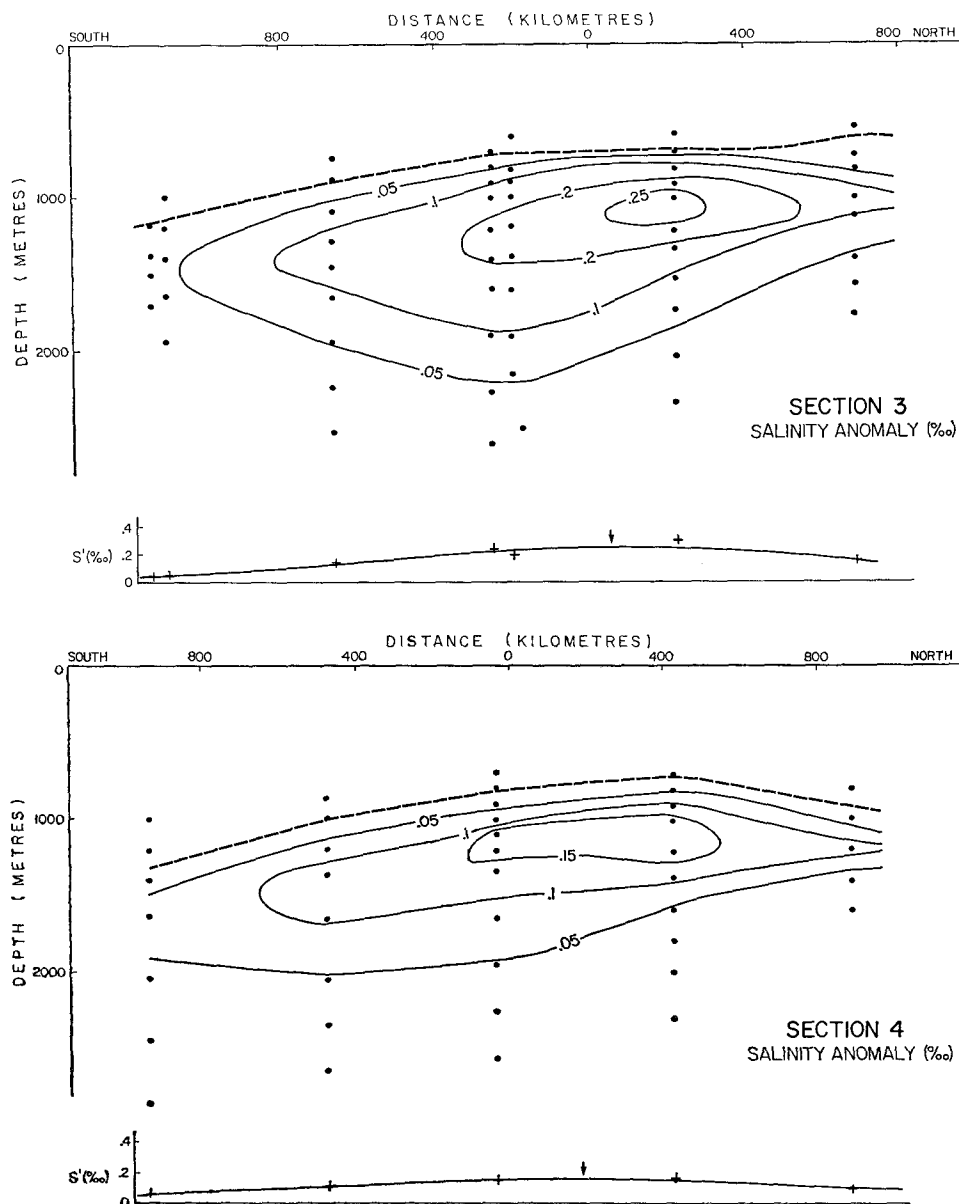 DISTANCE (KILOMETRES)
SOUTH 800 400 0 400 800 NORTH
0
.05
.1
.2
.25
1000
.2
.1
.05
2000
DEPTH (METRES)
SECTION 3
SALINITY ANOMALY (‰)
.4
S'(‰) .2
0
DISTANCE (KILOMETRES)
SOUTH 800 400 0 400 800 NORTH
0
1000
.05
.1
.15
.1
.05
2000
DEPTH (METRES)
SECTION 4
SALINITY ANOMALY (‰)
.4
S'(‰) .2
0